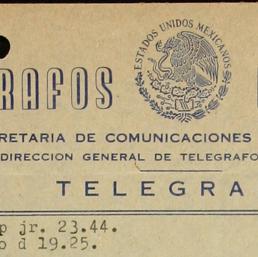 ESTADOS UNIDOS MEXICANOS
RAFOS
RETARIA DE COMUNICACIONES
DIRECCION GENERAL DE TELEGRAFO
TELEGRA
p jr. 23.44.
o d 19.25.